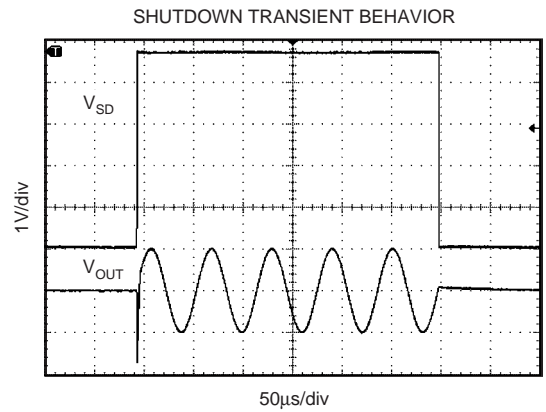 SHUTDOWN TRANSIENT BEHAVIOR
T
V_SD
1V/div
V_OUT
50μs/div